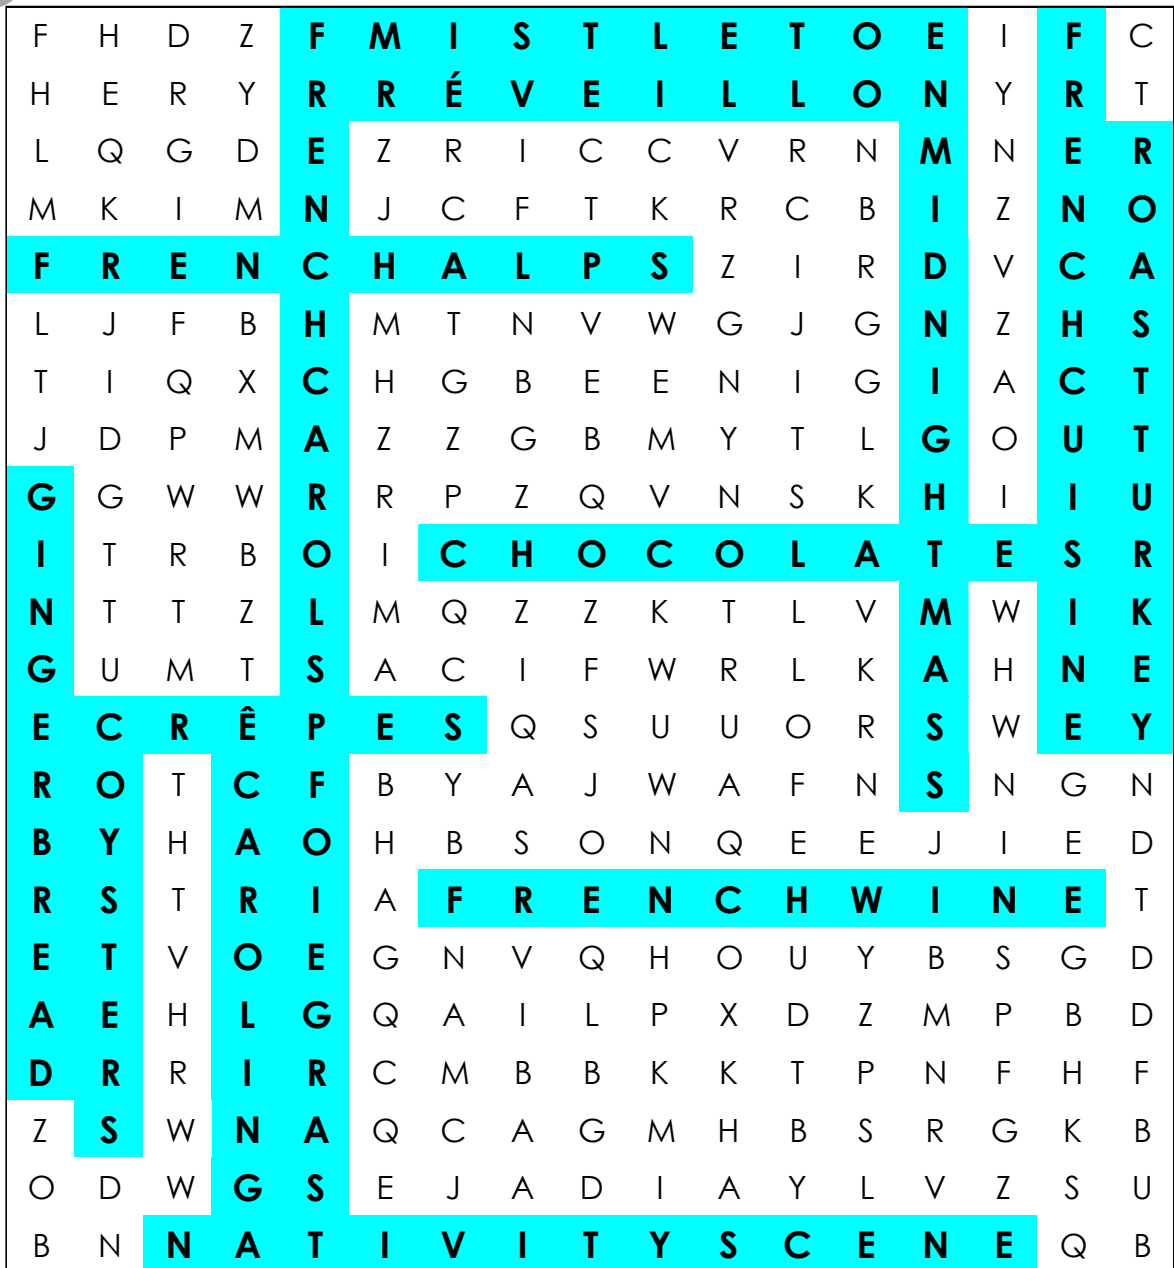 F H D Z F M I S T L E T O E I F C
H E R Y R R É V E I L L O N Y R T
L Q G D E Z R I C C V R N M N E R
M K I M N J C F T K R C B I Z N O
F R E N C H A L P S Z I R D V C A
L J F B H M T N V W G J G N Z H S
T I Q X C H G B E E N I G I A C T
J D P M A Z Z G B M Y T L G O U T
G G W W R R P Z Q V N S K H I I U
I T R B O I C H O C O L A T E S R
N T T Z L M Q Z Z K T L V M W I K
G U M T S A C I F W R L K A H N E
E C R Ê P E S Q S U U O R S W E Y
R O T C F B Y A J W A F N S N G N
B Y H A O H B S O N Q E E J I E D
R S T R I A F R E N C H W I N E T
E T V O E G N V Q H O U Y B S G D
A E H L G Q A I L P X D Z M P B D
D R R I R C M B B K K T P N F H F
Z S W N A Q C A G M H B S R G K B
O D W G S E J A D I A Y L V Z S U
B N N A T I V I T Y S C E N E Q B